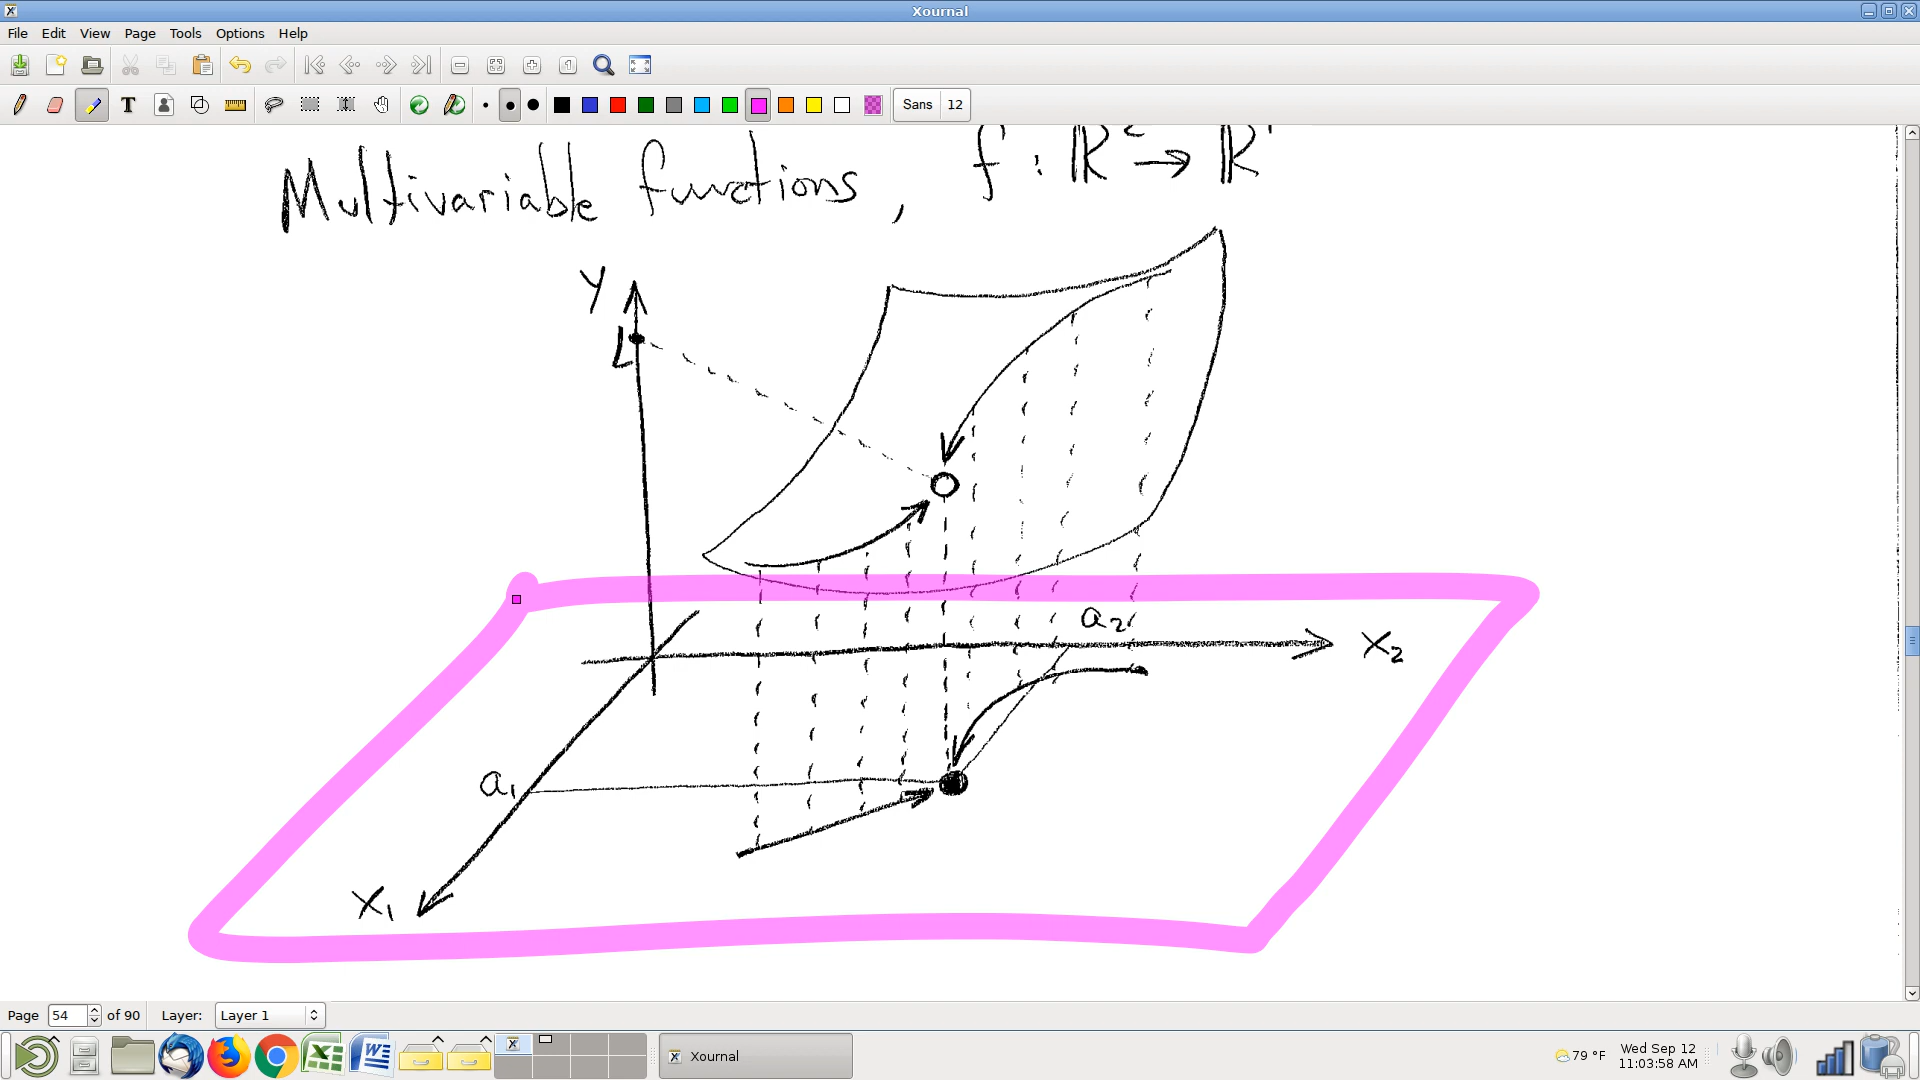 Xournal
File Edit View Page Tools Options Help
Sans 12
Multivariable functions, f : ℝ² → ℝ¹
Y
L
a₂
X₂
a₁
X₁
Page 54 of 90 Layer: Layer 1
Xournal
79 °F
Wed Sep 12
11:03:58 AM